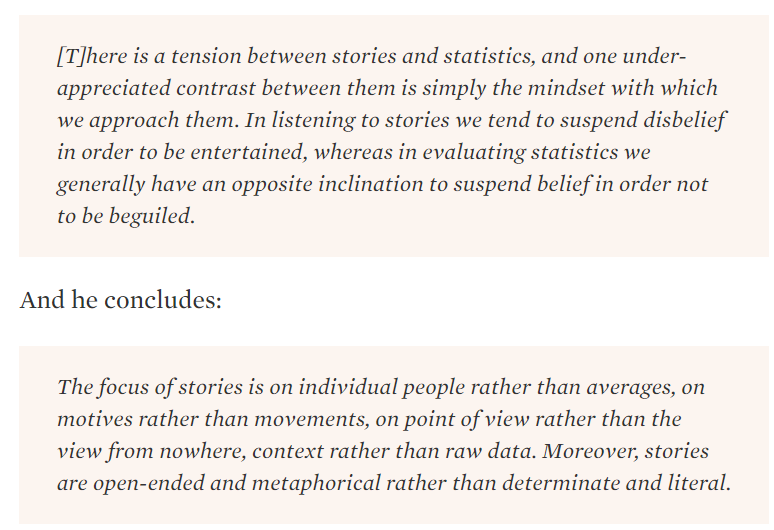 [T]here is a tension between stories and statistics, and one under-
appreciated contrast between them is simply the mindset with which
we approach them. In listening to stories we tend to suspend disbelief
in order to be entertained, whereas in evaluating statistics we
generally have an opposite inclination to suspend belief in order not
to be beguiled.
And he concludes:
The focus of stories is on individual people rather than averages, on
motives rather than movements, on point of view rather than the
view from nowhere, context rather than raw data. Moreover, stories
are open-ended and metaphorical rather than determinate and literal.